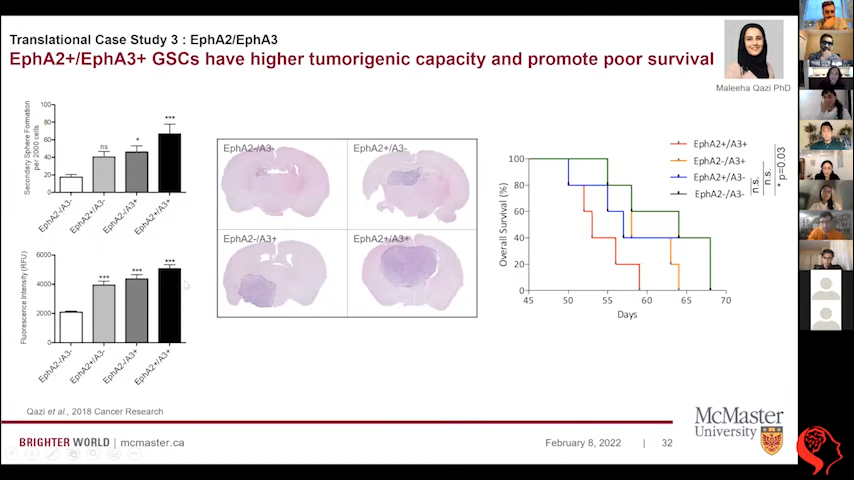 Translational Case Study 3 : EphA2/EphA3
EphA2+/EphA3+ GSCs have higher tumorigenic capacity and promote poor survival
Maleeha Qazi PhD
Secondary Sphere Formation
per 2000 cells
100
80
60
40
20
0
ns
*
***
EphA2-/A3-
EphA2+/A3-
EphA2-/A3+
EphA2+/A3+
Fluorescence Intensity (RFU)
6000
4000
2000
0
***
***
***
EphA2-/A3-
EphA2+/A3-
EphA2-/A3+
EphA2+/A3+
EphA2-/A3-
EphA2+/A3-
EphA2-/A3+
EphA2+/A3+
Overall Survival (%)
100
80
60
40
20
0
45
50
55
60
65
70
Days
EphA2+/A3+
EphA2-/A3+
EphA2+/A3-
EphA2-/A3-
n.s.
n.s.
* p=0.03
Qazi et al., 2018 Cancer Research
BRIGHTER WORLD | mcmaster.ca
February 8, 2022 | 32
McMaster
University